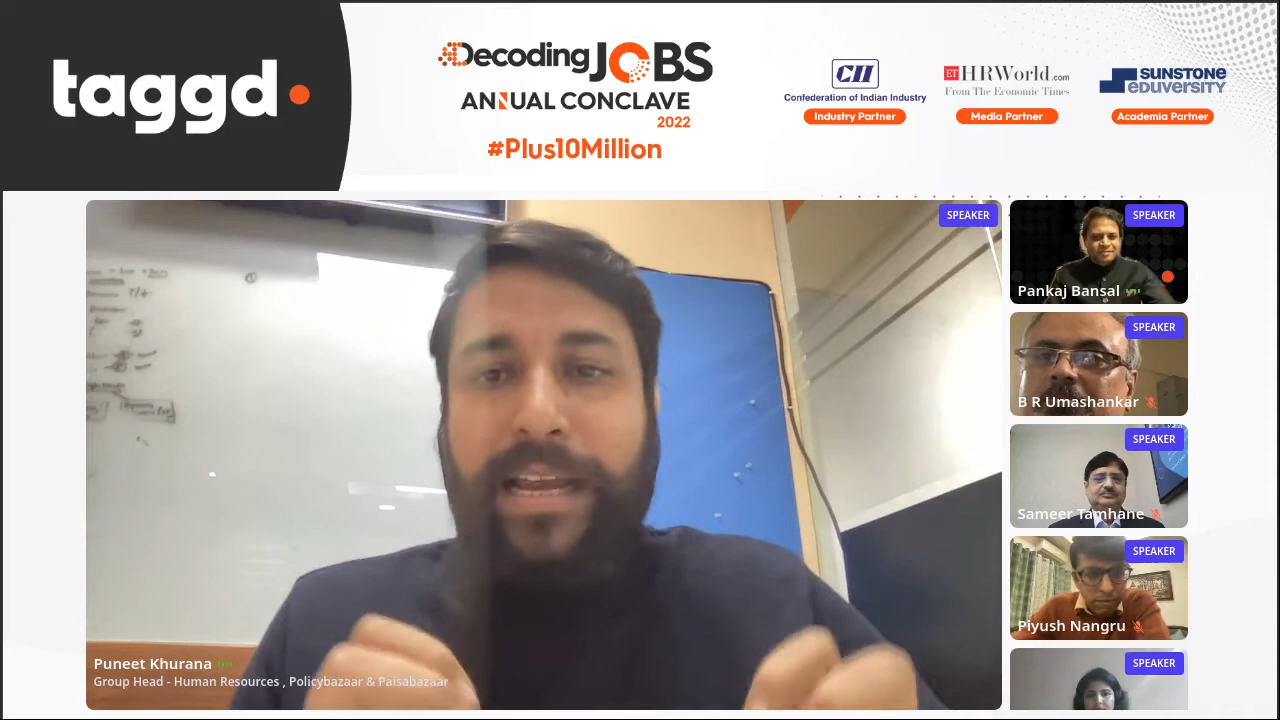 taggd
Decoding JOBS
ANNUAL CONCLAVE
2022
#Plus10Million
CII
Confederation of Indian Industry
Industry Partner
ET HRWorld.com
From The Economic Times
Media Partner
SUNSTONE
eDUVERSITY
Academia Partner
SPEAKER
Puneet Khurana
Group Head - Human Resources , Policybazaar & Paisabazaar
SPEAKER
Pankaj Bansal
SPEAKER
B R Umashankar
SPEAKER
Sameer Tamhane
SPEAKER
Piyush Nangru
SPEAKER